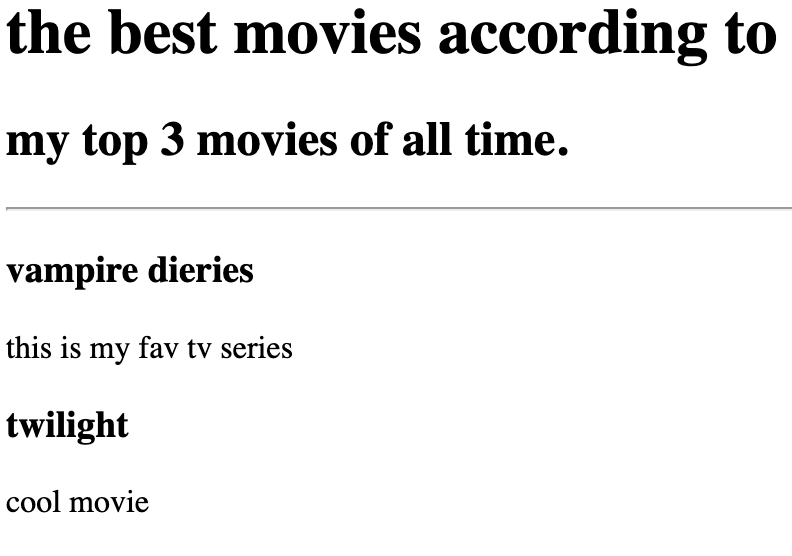 the best movies according to
my top 3 movies of all time.
vampire dieries
this is my fav tv series
twilight
cool movie